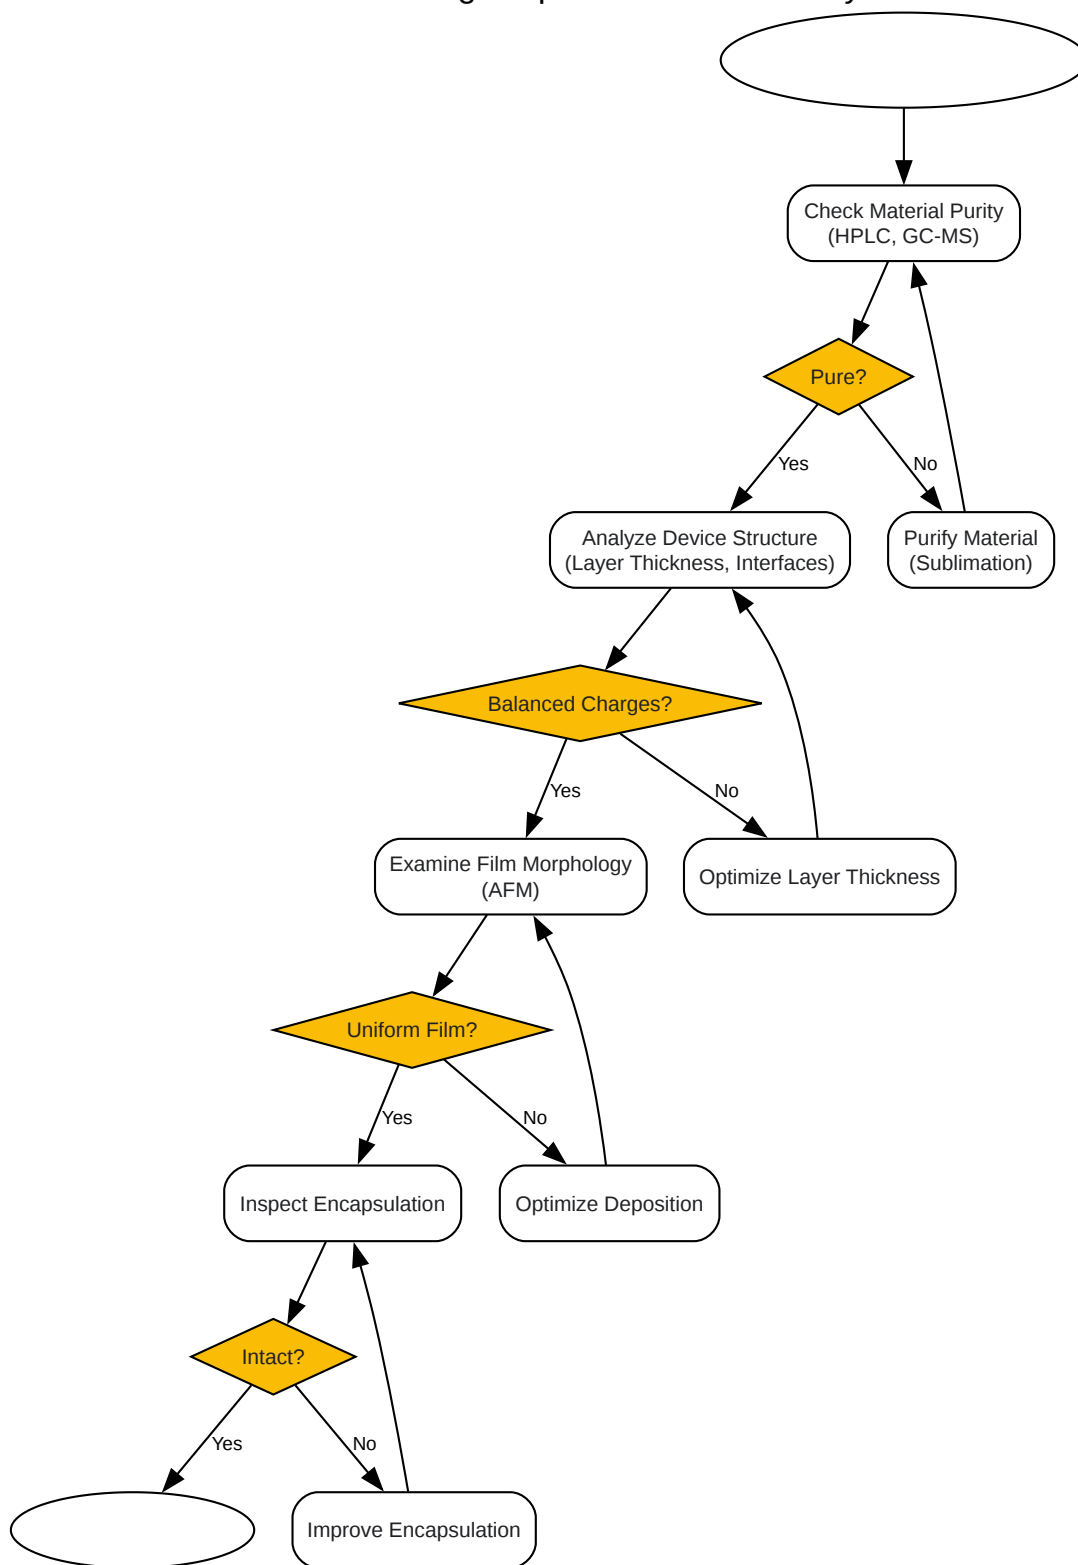 Check Material Purity
(HPLC, GC-MS)
Pure?
Yes
No
Analyze Device Structure
(Layer Thickness, Interfaces)
Purify Material
(Sublimation)
Balanced Charges?
Yes
No
Examine Film Morphology
(AFM)
Optimize Layer Thickness
Uniform Film?
Yes
No
Inspect Encapsulation
Optimize Deposition
Intact?
Yes
No
Improve Encapsulation